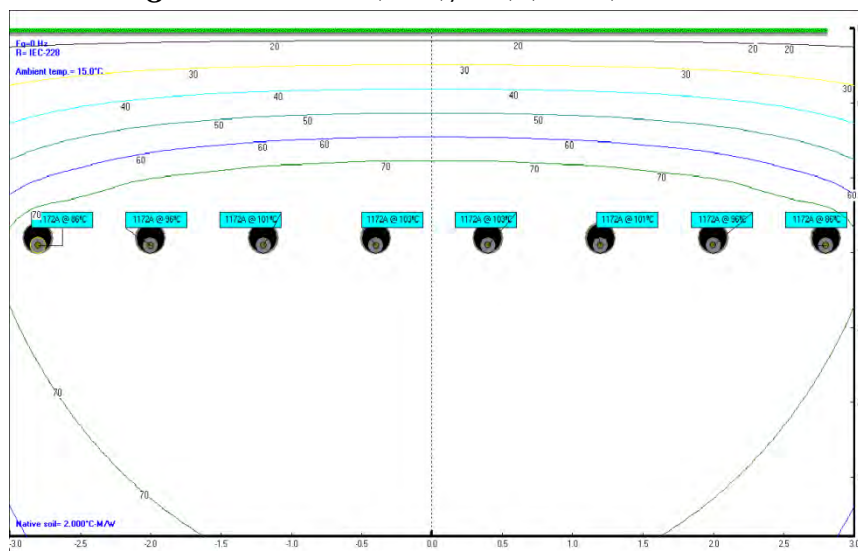 Fq=0 Hz
R= IEC-228
Ambient temp.= 15.0°C
20 20 20 20
30 30 30 30
40 40 40
50 50 50
60 60 60 60
70 70 70
70
172A @ 86°C 1172A @ 96°C 1172A @ 101°C 1172A @ 103°C 1172A @ 103°C 1172A @ 101°C 1172A @ 96°C 1172A @ 86°C
70
70
Native soil= 2.000°C-M/W
-3.0 -2.5 -2.0 -1.5 -1.0 -0.5 0.0 0.5 1.0 1.5 2.0 2.5 3.0